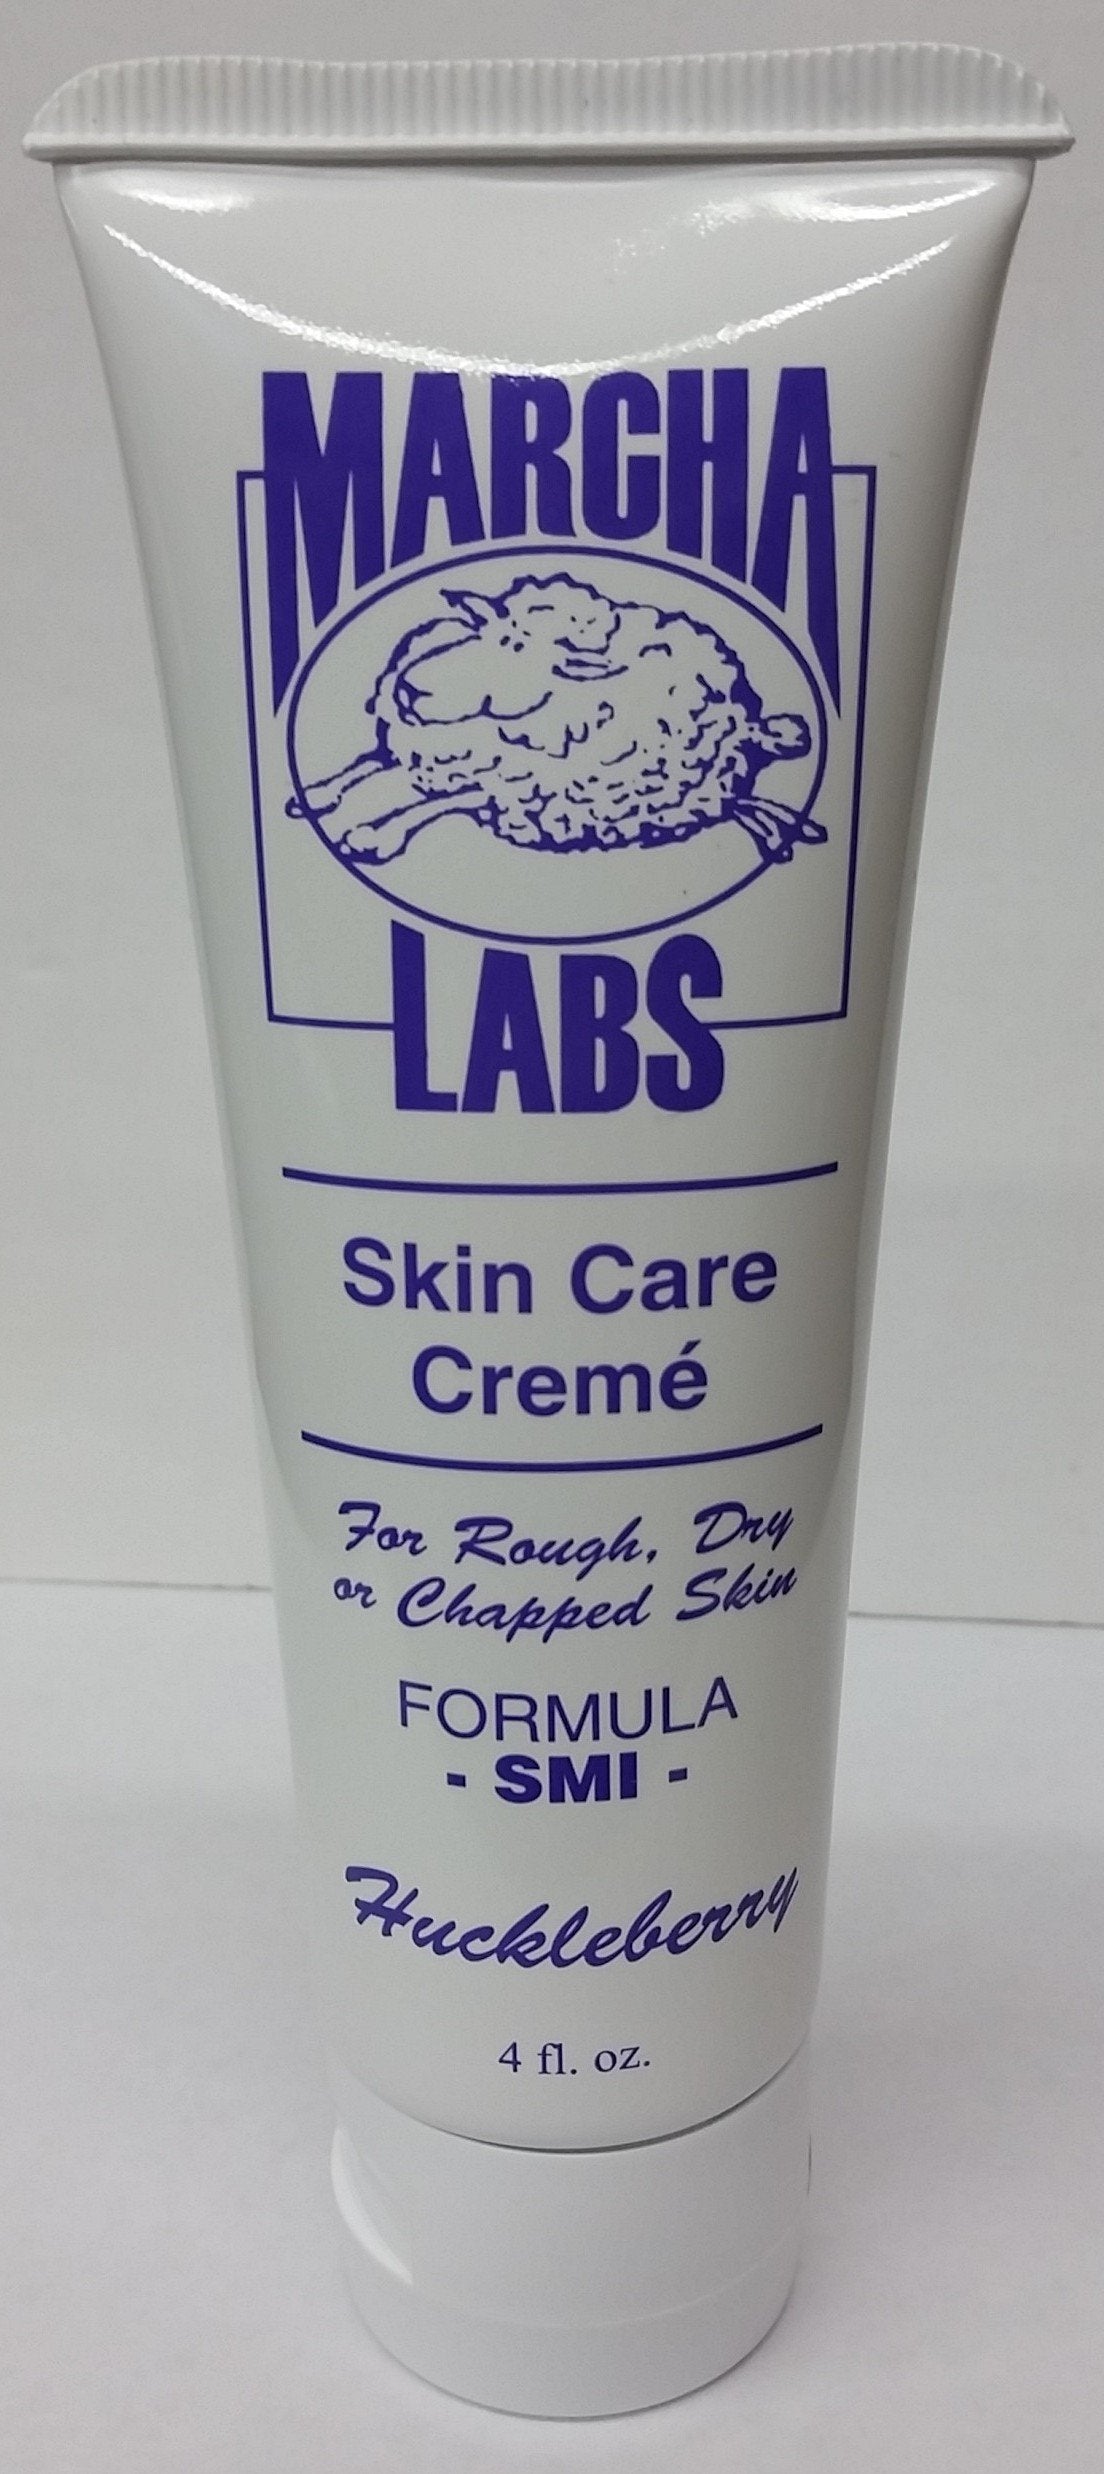 MARCHA
LABS
Skin Care
Cremé
For Rough, Dry
or Chapped Skin
FORMULA
- SMI -
Huckleberry
4 fl. oz.